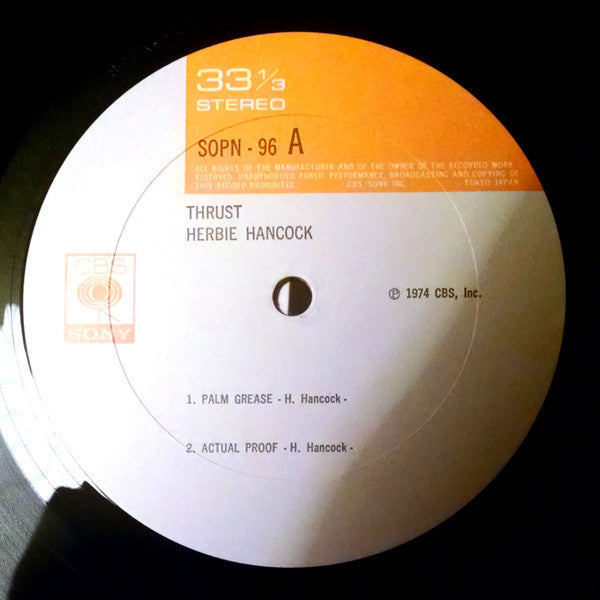 33 1/3
STEREO
SOPN - 96 A
ALL RIGHTS OF THE MANUFACTURER AND OF THE OWNER OF THE RECORDED WORK
RESERVED. UNAUTHORIZED PUBLIC PERFORMANCE, BROADCASTING AND COPYING OF
THIS RECORD PROHIBITED. CBS/SONY INC. TOKYO JAPAN
THRUST
HERBIE HANCOCK
CBS
SONY
℗ 1974 CBS, Inc.
1. PALM GREASE - H. Hancock -
2. ACTUAL PROOF - H. Hancock -